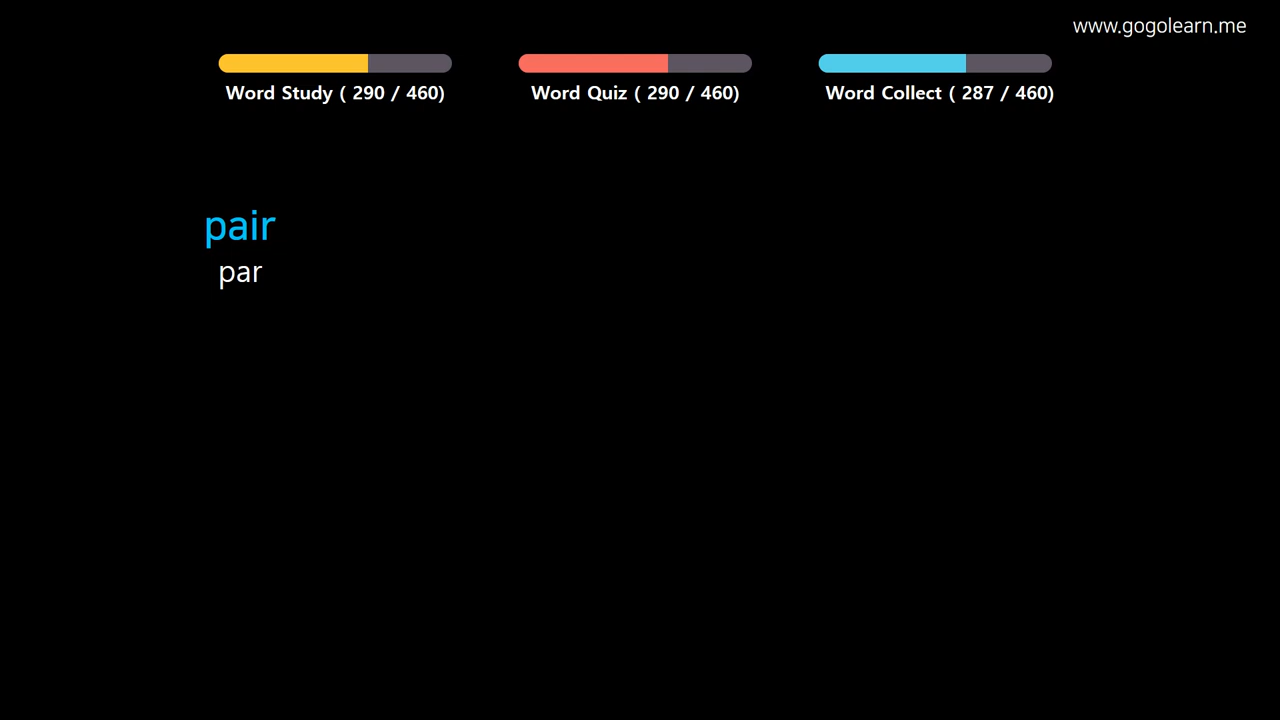 www.gogolearn.me
Word Study ( 290 / 460)
Word Quiz ( 290 / 460)
Word Collect ( 287 / 460)
pair
par